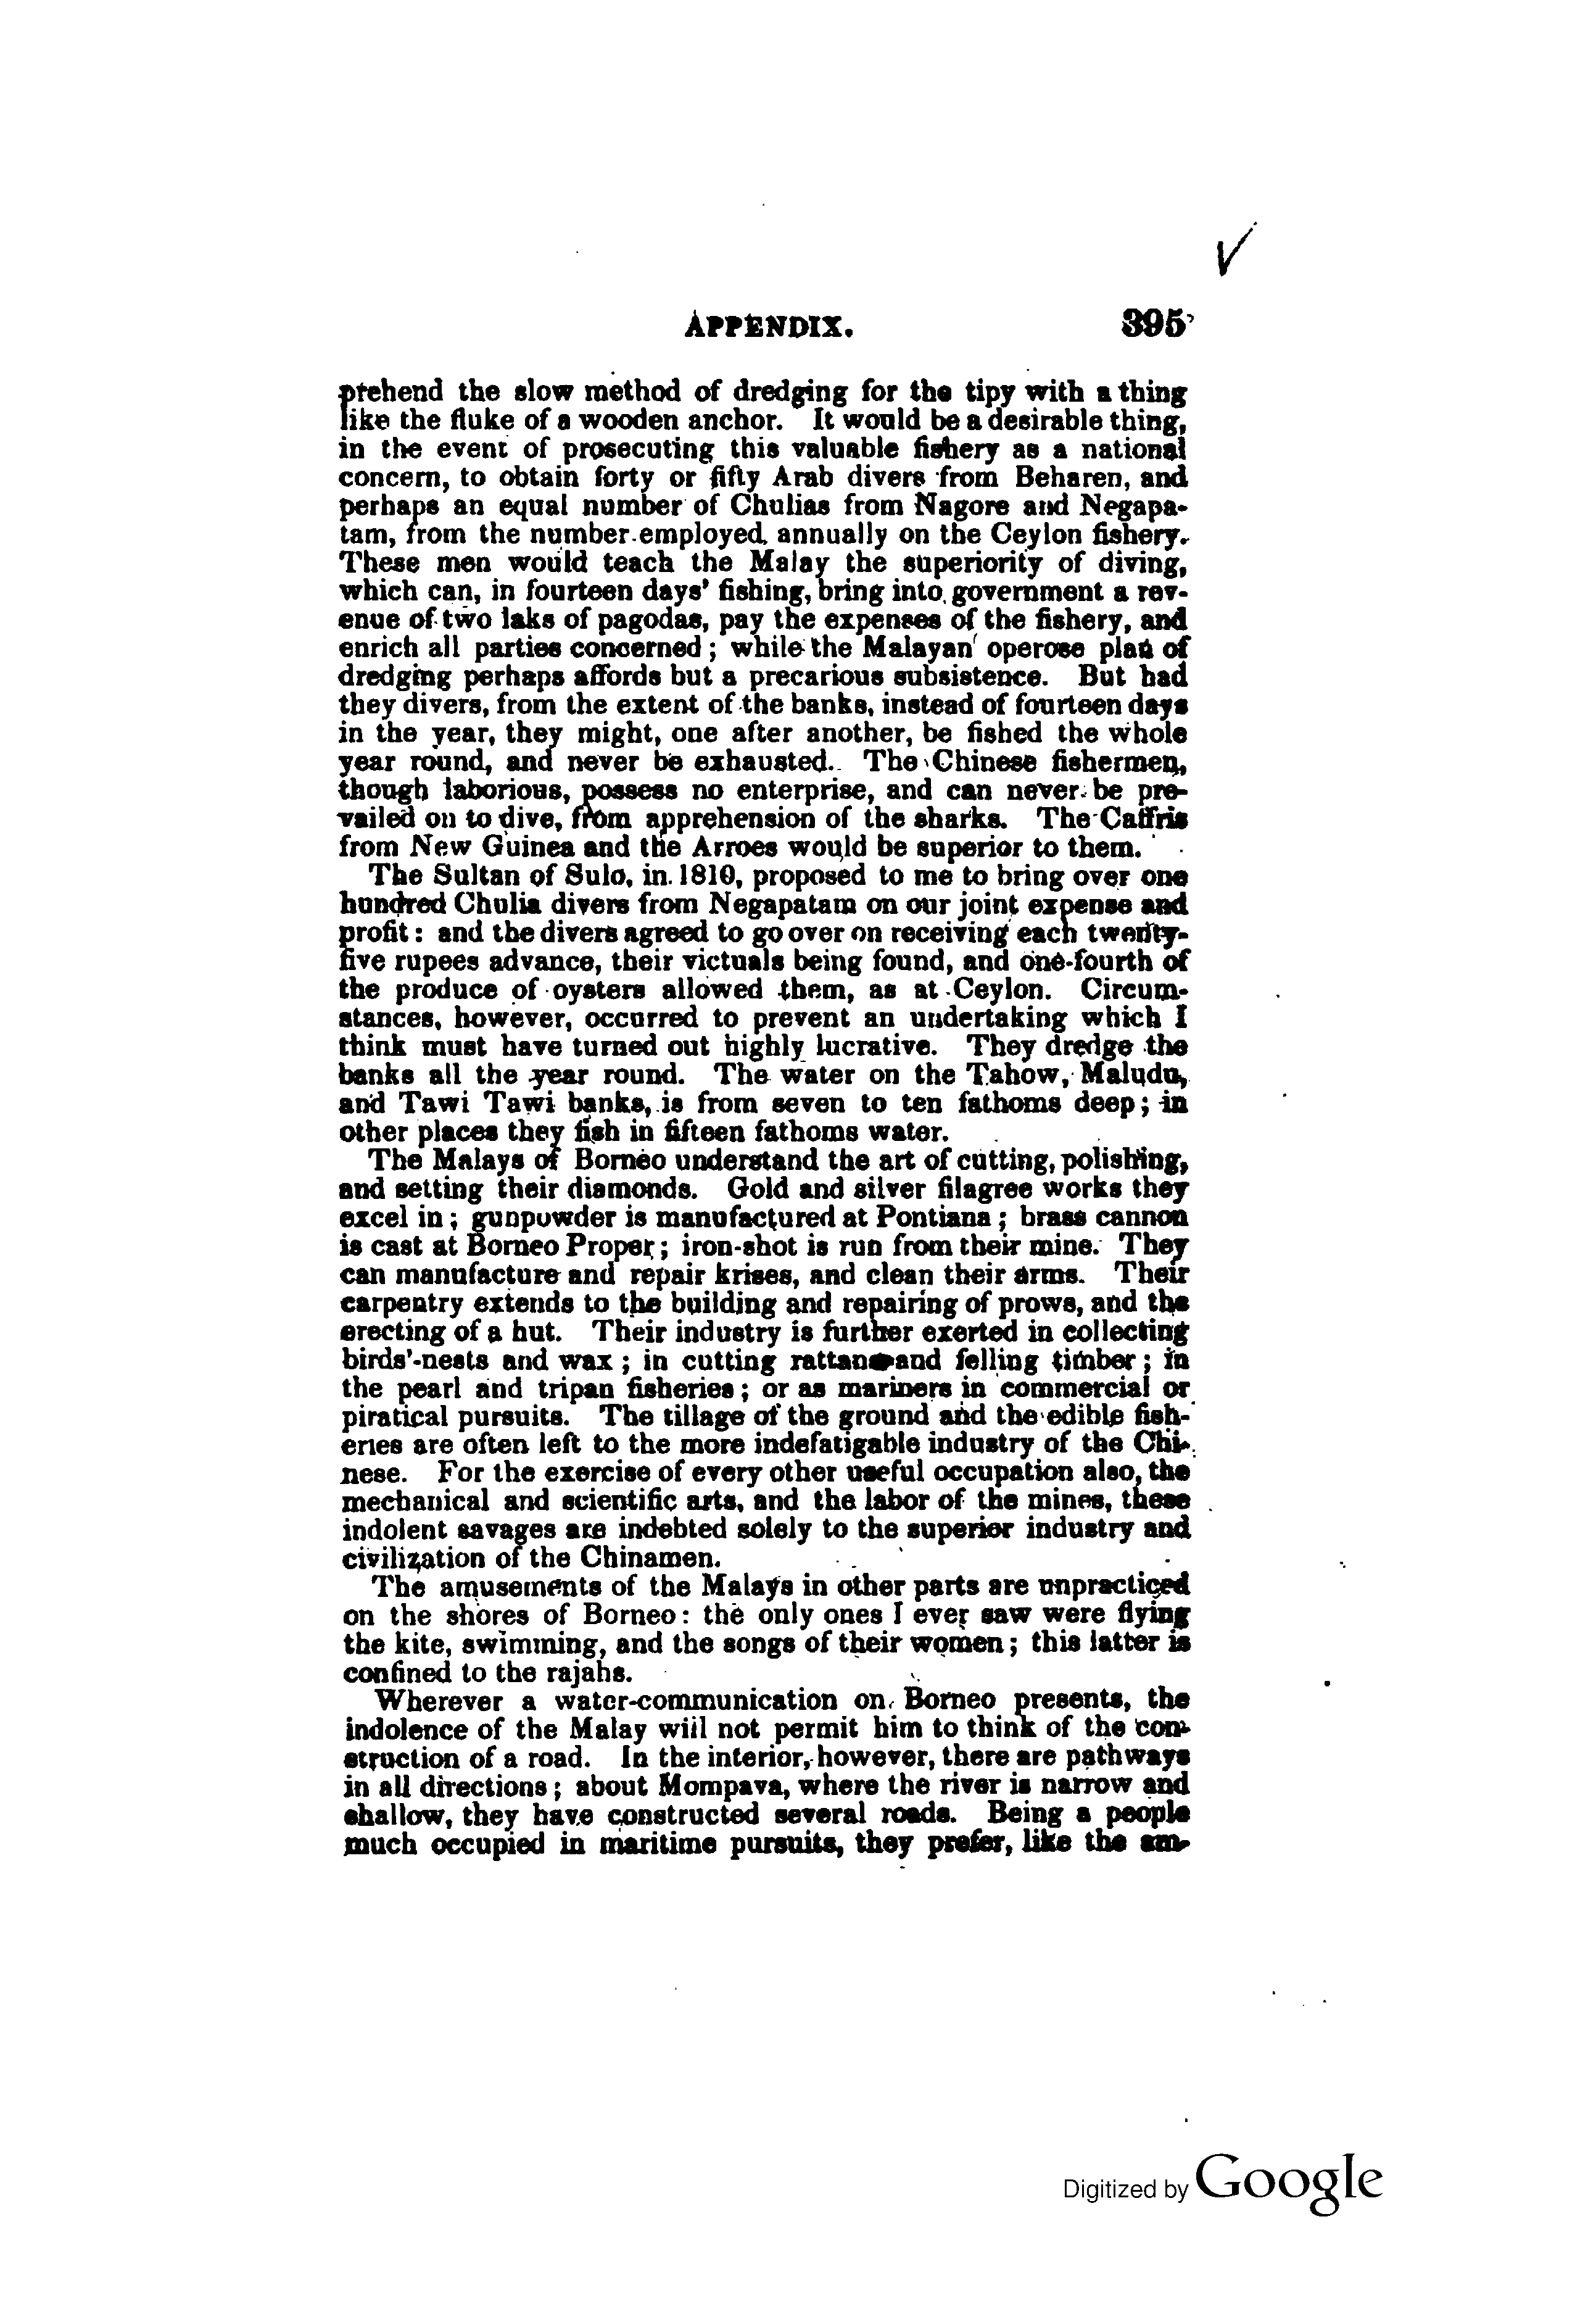 APPENDIX. 395
prehend the slow method of dredging for the tipy with a thing
like the fluke of a wooden anchor. It would be a desirable thing,
in the event of prosecuting this valuable fishery as a national
concern, to obtain forty or fifty Arab divers from Beharen, and
perhaps an equal number of Chulias from Nagore and Negapa-
tam, from the number employed annually on the Ceylon fishery.
These men would teach the Malay the superiority of diving,
which can, in fourteen days' fishing, bring into government a rev-
enue of two laks of pagodas, pay the expenses of the fishery, and
enrich all parties concerned; while the Malayan operose plan of
dredging perhaps affords but a precarious subsistence. But had
they divers, from the extent of the banks, instead of fourteen days
in the year, they might, one after another, be fished the whole
year round, and never be exhausted. The Chinese fishermen,
though laborious, possess no enterprise, and can never be pre-
vailed on to dive, from apprehension of the sharks. The Caffris
from New Guinea and the Arroes would be superior to them.
The Sultan of Sulo, in 1810, proposed to me to bring over one
hundred Chulia divers from Negapatam on our joint expense and
profit: and the divers agreed to go over on receiving each twenty-
five rupees advance, their victuals being found, and one-fourth of
the produce of oysters allowed them, as at Ceylon. Circum-
stances, however, occurred to prevent an undertaking which I
think must have turned out highly lucrative. They dredge the
banks all the year round. The water on the Tahow, Maludu,
and Tawi Tawi banks, is from seven to ten fathoms deep; in
other places they fish in fifteen fathoms water.
The Malays of Borneo understand the art of cutting, polishing,
and setting their diamonds. Gold and silver filagree works they
excel in; gunpowder is manufactured at Pontiana; brass cannon
is cast at Borneo Proper; iron-shot is run from their mine. They
can manufacture and repair krises, and clean their arms. Their
carpentry extends to the building and repairing of prows, and the
erecting of a hut. Their industry is further exerted in collecting
birds'-nests and wax; in cutting rattans and felling timber; in
the pearl and tripan fisheries; or as mariners in commercial or
piratical pursuits. The tillage of the ground and the edible fish-
eries are often left to the more indefatigable industry of the Chi-
nese. For the exercise of every other useful occupation also, the
mechanical and scientific arts, and the labor of the mines, these
indolent savages are indebted solely to the superior industry and
civilization of the Chinamen.
The amusements of the Malays in other parts are unpracticed
on the shores of Borneo: the only ones I ever saw were flying
the kite, swimming, and the songs of their women; this latter is
confined to the rajahs.
Wherever a water-communication on Borneo presents, the
indolence of the Malay will not permit him to think of the con-
struction of a road. In the interior, however, there are pathways
in all directions; about Mompava, where the river is narrow and
shallow, they have constructed several roads. Being a people
much occupied in maritime pursuits, they prefer, like the am-
Digitized by Google